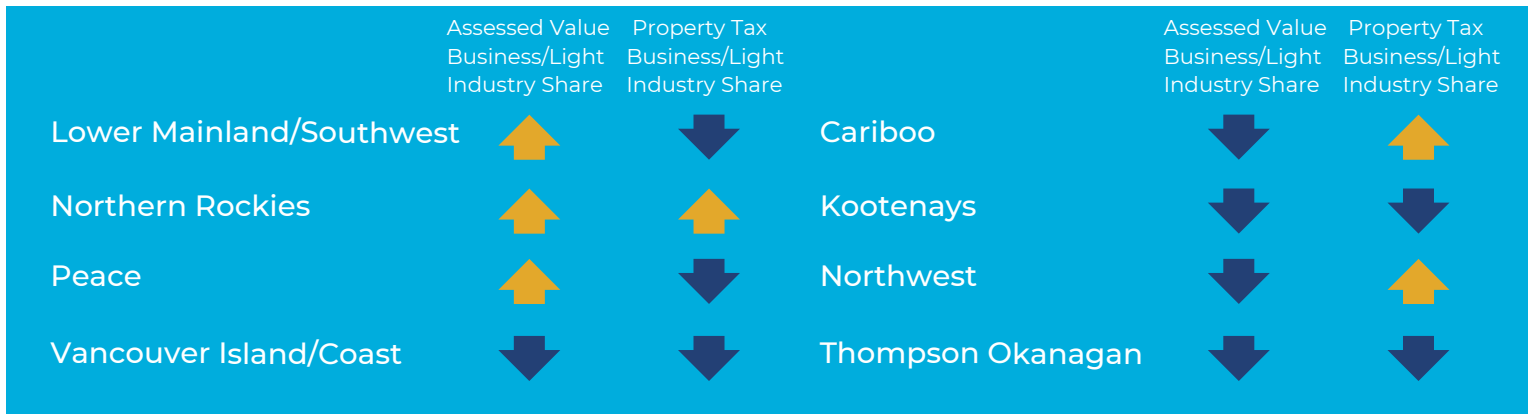 Assessed Value Business/Light Industry Share
Property Tax Business/Light Industry Share
Assessed Value Business/Light Industry Share
Property Tax Business/Light Industry Share
Lower Mainland/Southwest
Cariboo
Northern Rockies
Kootenays
Peace
Northwest
Vancouver Island/Coast
Thompson Okanagan